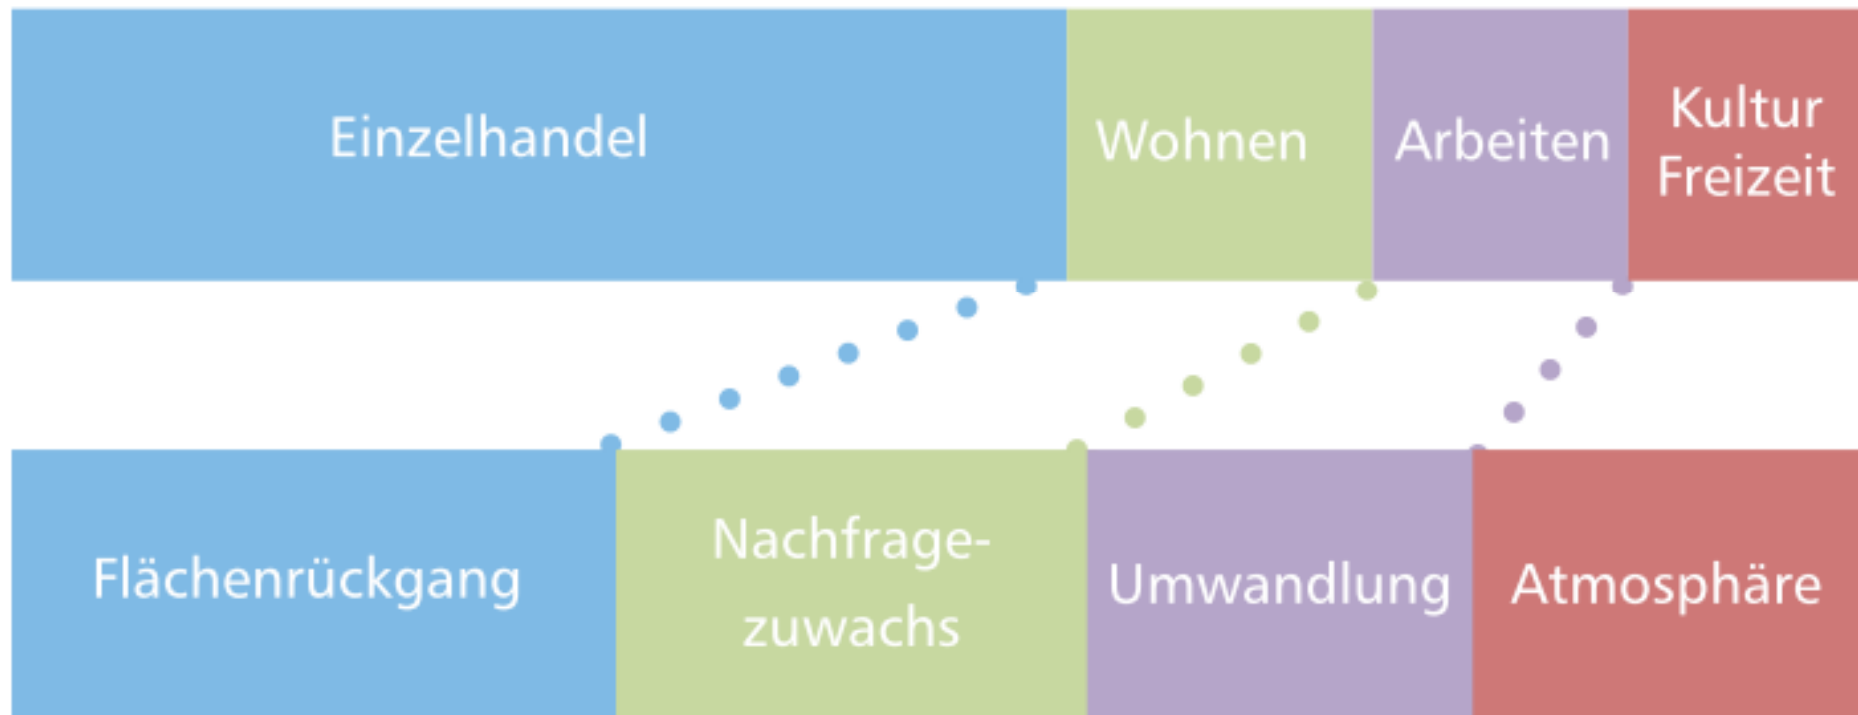 Einzelhandel
Wohnen
Arbeiten
Kultur
Freizeit
Flächenrückgang
Nachfrage-
zuwachs
Umwandlung
Atmosphäre